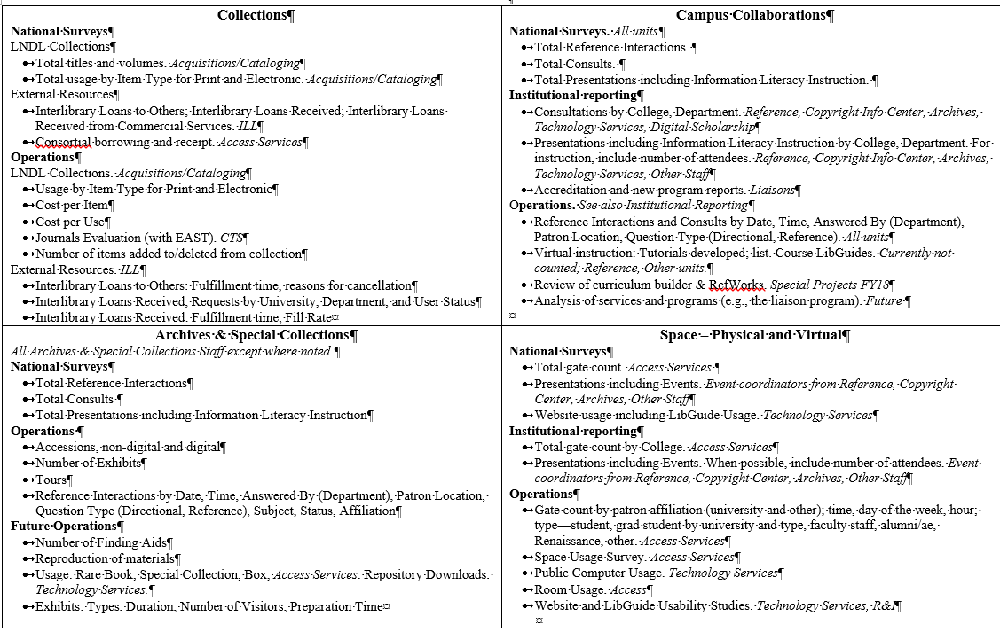 Collections
National Surveys
LNDL Collections
Total titles and volumes. Acquisitions/Cataloging
Total usage by Item Type for Print and Electronic. Acquisitions/Cataloging
External Resources
Interlibrary Loans to Others; Interlibrary Loans Received; Interlibrary Loans
Received from Commercial Services. ILL
Consortial borrowing and receipt. Access Services
Operations
LNDL Collections. Acquisitions/Cataloging
Usage by Item Type for Print and Electronic
Cost per Item
Cost per Use
Journals Evaluation (with EAST). CTS
Number of items added to/deleted from collection
External Resources. ILL
Interlibrary Loans to Others: Fulfillment time, reasons for cancellation
Interlibrary Loans Received, Requests by University, Department, and User Status
Interlibrary Loans Received: Fulfillment time, Fill Rate
Campus Collaborations
National Surveys. All units
Total Reference Interactions.
Total Consults.
Total Presentations including Information Literacy Instruction.
Institutional reporting
Consultations by College, Department. Reference, Copyright Info Center, Archives,
Technology Services, Digital Scholarship
Presentations including Information Literacy Instruction by College, Department. For
instruction, include number of attendees. Reference, Copyright Info Center, Archives,
Technology Services, Other Staff
Accreditation and new program reports. Liaisons
Operations. See also Institutional Reporting
Reference Interactions and Consults by Date, Time, Answered By (Department),
Patron Location, Question Type (Directional, Reference). All units
Virtual instruction: Tutorials developed; list. Course LibGuides. Currently not
counted; Reference, Other units.
Review of curriculum builder & RefWorks. Special Projects FY18
Analysis of services and programs (e.g., the liaison program). Future
Archives & Special Collections
All Archives & Special Collections Staff except where noted.
National Surveys
Total Reference Interactions
Total Consults
Total Presentations including Information Literacy Instruction
Operations
Accessions, non-digital and digital
Number of Exhibits
Tours
Reference Interactions by Date, Time, Answered By (Department), Patron Location,
Question Type (Directional, Reference), Subject, Status, Affiliation
Future Operations
Number of Finding Aids
Reproduction of materials
Usage: Rare Book, Special Collection, Box; Access Services. Repository Downloads.
Technology Services.
Exhibits: Types, Duration, Number of Visitors, Preparation Time
Space – Physical and Virtual
National Surveys
Total gate count. Access Services
Presentations including Events. Event coordinators from Reference, Copyright
Center, Archives, Other Staff
Website usage including LibGuide Usage. Technology Services
Institutional reporting
Total gate count by College. Access Services
Presentations including Events. When possible, include number of attendees. Event
coordinators from Reference, Copyright Center, Archives, Other Staff
Operations
Gate count by patron affiliation (university and other); time, day of the week, hour;
type—student, grad student by university and type, faculty staff, alumni/ae,
Renaissance, other. Access Services
Space Usage Survey. Access Services
Public Computer Usage. Technology Services
Room Usage. Access
Website and LibGuide Usability Studies. Technology Services, R&I